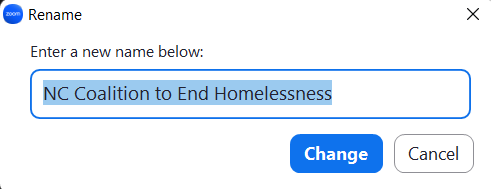 zoom Rename
Enter a new name below:
NC Coalition to End Homelessness
Change Cancel